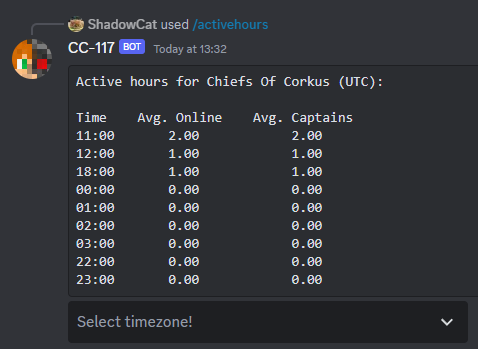 ShadowCat used /activehours
CC-117 BOT Today at 13:32
Active hours for Chiefs Of Corkus (UTC):
Time Avg. Online Avg. Captains
11:00 2.00 2.00
12:00 1.00 1.00
18:00 1.00 1.00
00:00 0.00 0.00
01:00 0.00 0.00
02:00 0.00 0.00
03:00 0.00 0.00
22:00 0.00 0.00
23:00 0.00 0.00
Select timezone!